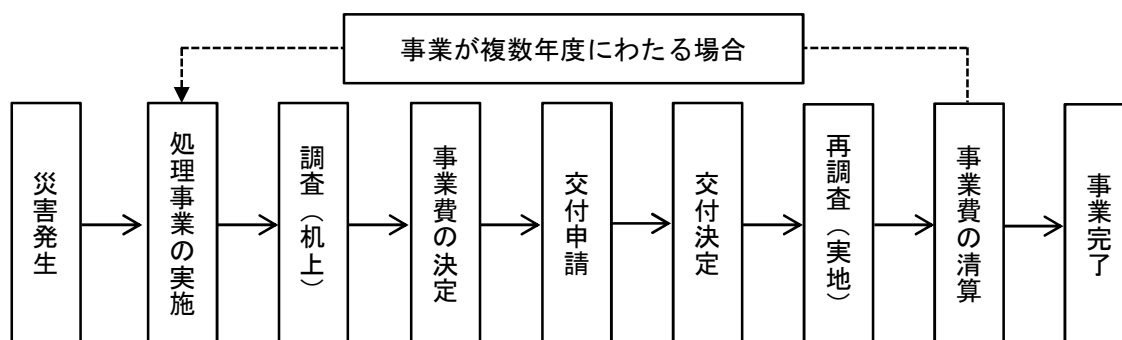 事業が複数年度にわたる場合
災害発生
処理事業の実施
調査（机上）
事業費の決定
交付申請
交付決定
再調査（実地）
事業費の清算
事業完了